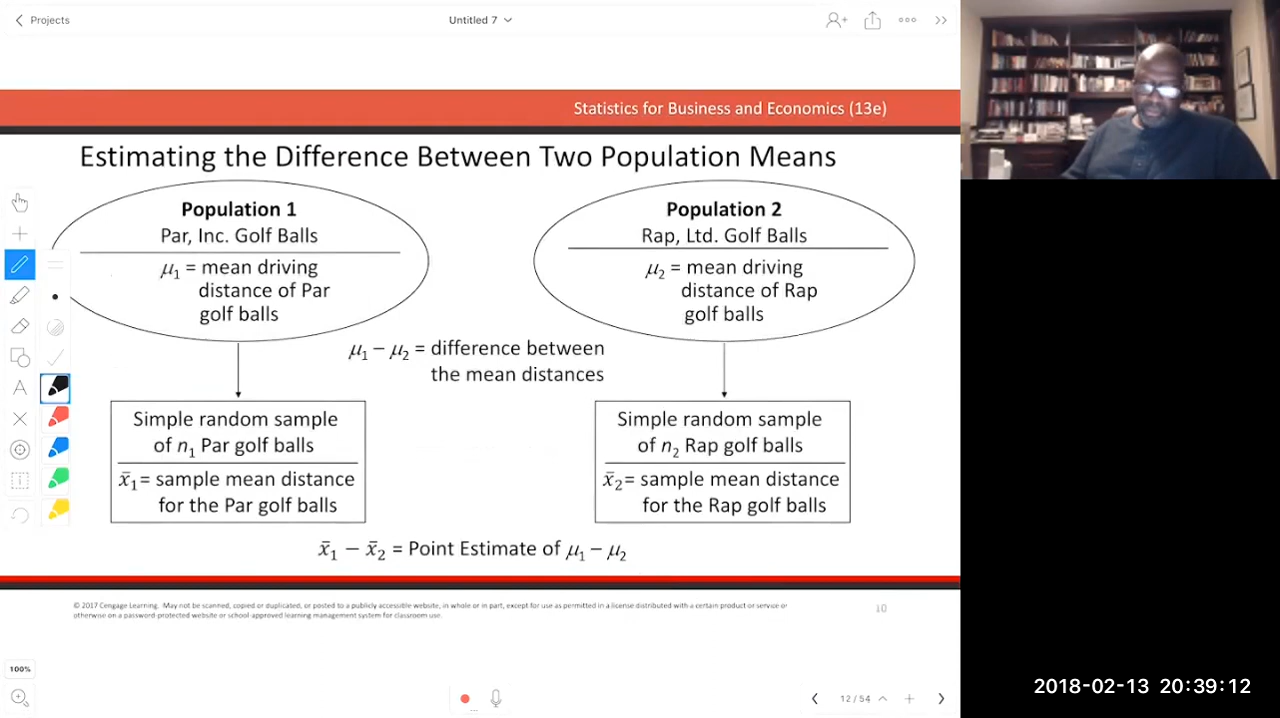 Projects
Untitled 7
Statistics for Business and Economics (13e)
Estimating the Difference Between Two Population Means
Population 1
Par, Inc. Golf Balls
μ₁ = mean driving
distance of Par
golf balls
Population 2
Rap, Ltd. Golf Balls
μ₂ = mean driving
distance of Rap
golf balls
μ₁ − μ₂ = difference between
the mean distances
Simple random sample
of n₁ Par golf balls
x̄₁ = sample mean distance
for the Par golf balls
Simple random sample
of n₂ Rap golf balls
x̄₂ = sample mean distance
for the Rap golf balls
x̄₁ − x̄₂ = Point Estimate of μ₁ − μ₂
© 2017 Cengage Learning. May not be scanned, copied or duplicated, or posted to a publicly accessible website, in whole or in part, except for use as permitted in a license distributed with a certain product or service or
otherwise on a password-protected website or school-approved learning management system for classroom use.
10
100%
12/54
2018-02-13 20:39:12